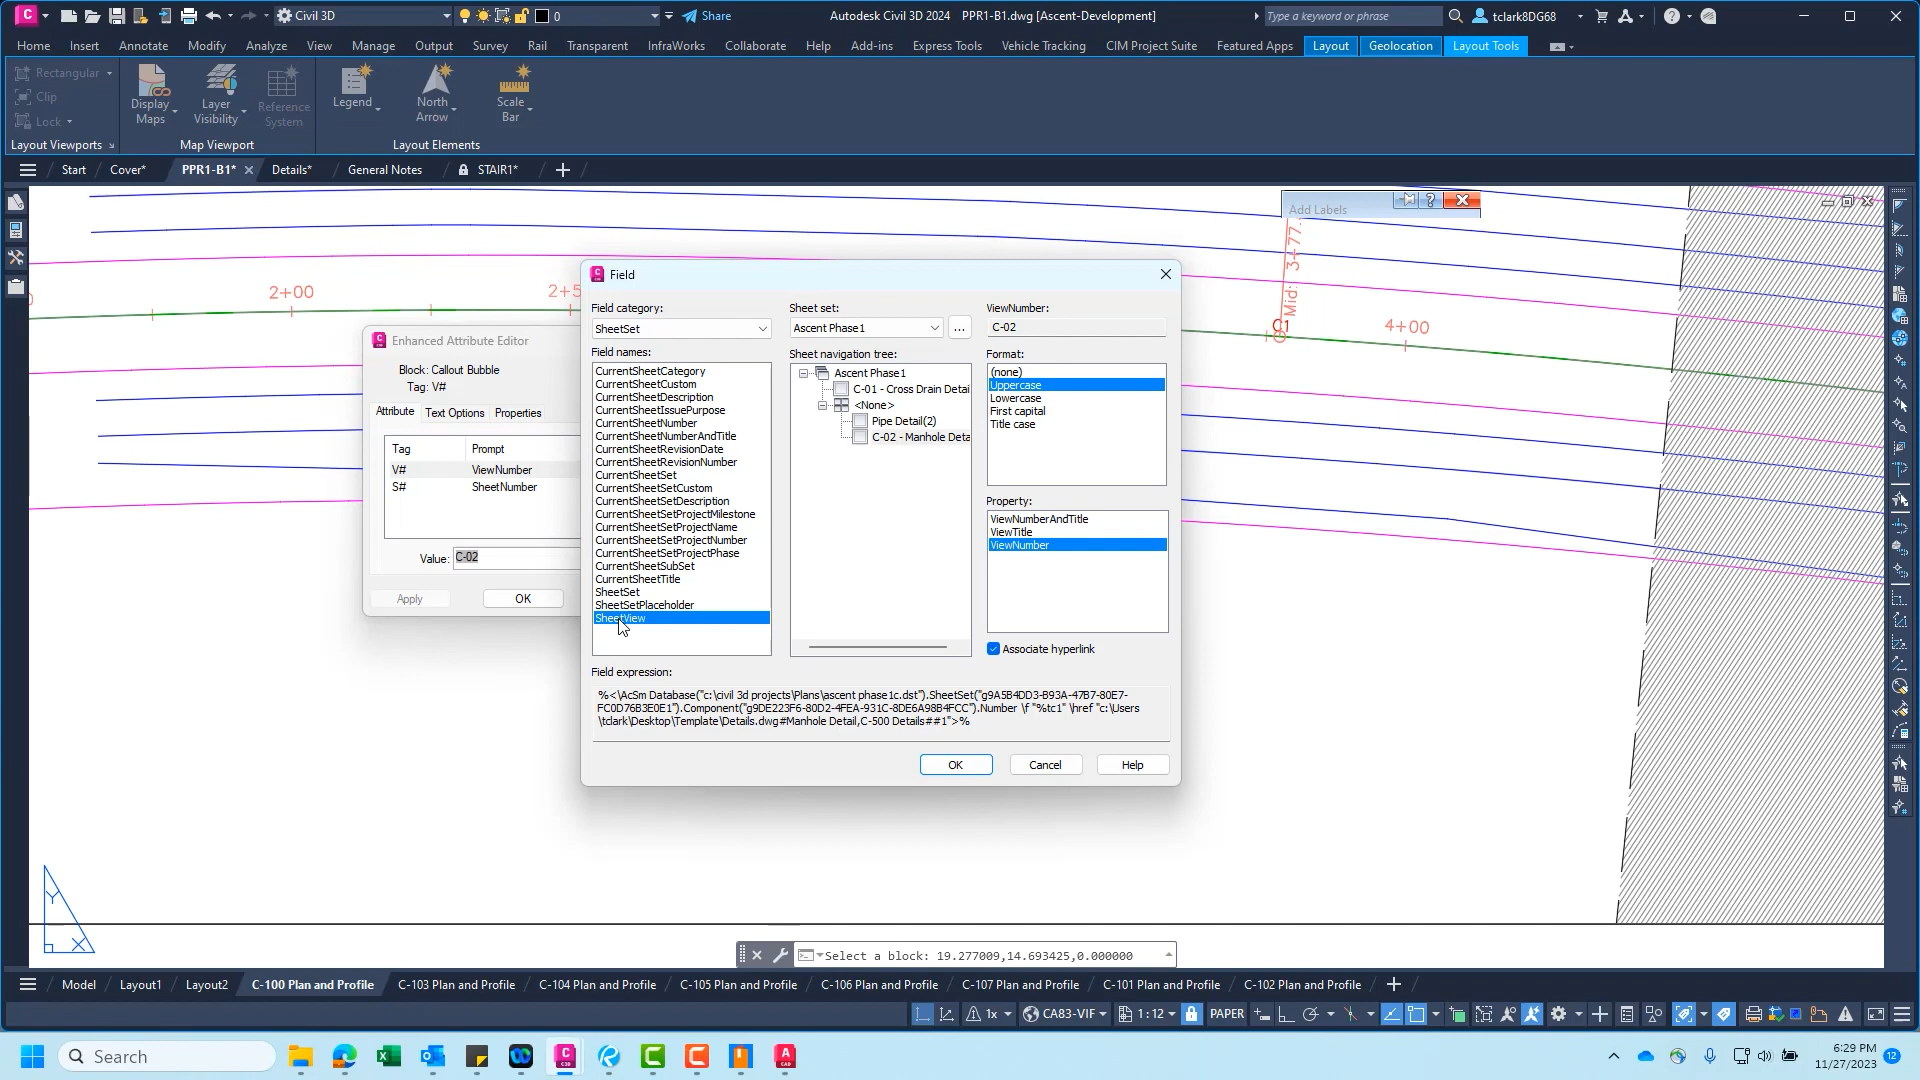 Civil 3D
0
Share
Autodesk Civil 3D 2024 PPR1-B1.dwg [Ascent-Development]
Type a keyword or phrase
tclark8DG68
Home Insert Annotate Modify Analyze View Manage Output Survey Rail Transparent InfraWorks Collaborate Help Add-ins Express Tools Vehicle Tracking CIM Project Suite Featured Apps Layout Geolocation Layout Tools
Rectangular
Clip
Lock
Display Maps
Layer Visibility
Reference System
Legend
North Arrow
Scale Bar
Layout Viewports Map Viewport Layout Elements
Start Cover* PPR1-B1* Details* General Notes STAIR1*
Add Labels
2+00
2+5
Mid: 3+77.
C1
4+00
Enhanced Attribute Editor
Block: Callout Bubble
Tag: V#
Attribute Text Options Properties
Tag Prompt
V# ViewNumber
S# SheetNumber
Value: C-02
Apply OK
Field
Field category:
SheetSet
Field names:
CurrentSheetCategory
CurrentSheetCustom
CurrentSheetDescription
CurrentSheetIssuePurpose
CurrentSheetNumber
CurrentSheetNumberAndTitle
CurrentSheetRevisionDate
CurrentSheetRevisionNumber
CurrentSheetSet
CurrentSheetSetCustom
CurrentSheetSetDescription
CurrentSheetSetProjectMilestone
CurrentSheetSetProjectName
CurrentSheetSetProjectNumber
CurrentSheetSetProjectPhase
CurrentSheetSubSet
CurrentSheetTitle
SheetSet
SheetSetPlaceholder
SheetView
Sheet set:
Ascent Phase1
...
Sheet navigation tree:
Ascent Phase1
C-01 - Cross Drain Detai
<None>
Pipe Detail(2)
C-02 - Manhole Deta
ViewNumber:
C-02
Format:
(none)
Uppercase
Lowercase
First capital
Title case
Property:
ViewNumberAndTitle
ViewTitle
ViewNumber
Associate hyperlink
Field expression:
%<\AcSm Database("c:\civil 3d projects\Plans\ascent phase1c.dst").SheetSet("g9A5B4DD3-B93A-47B7-80E7-
FC0D76B3E0E1").Component("g9DE223F6-80D2-4FEA-931C-8DE6A98B4FCC").Number \f "%tc1" \href "c:\Users
\tclark\Desktop\Template\Details.dwg#Manhole Detail,C-500 Details##1">%
OK Cancel Help
Y
X
Select a block: 19.277009,14.693425,0.000000
Model Layout1 Layout2 C-100 Plan and Profile C-103 Plan and Profile C-104 Plan and Profile C-105 Plan and Profile C-106 Plan and Profile C-107 Plan and Profile C-101 Plan and Profile C-102 Plan and Profile
1x CA83-VIF 1:12 PAPER
Search
6:29 PM
11/27/2023
12